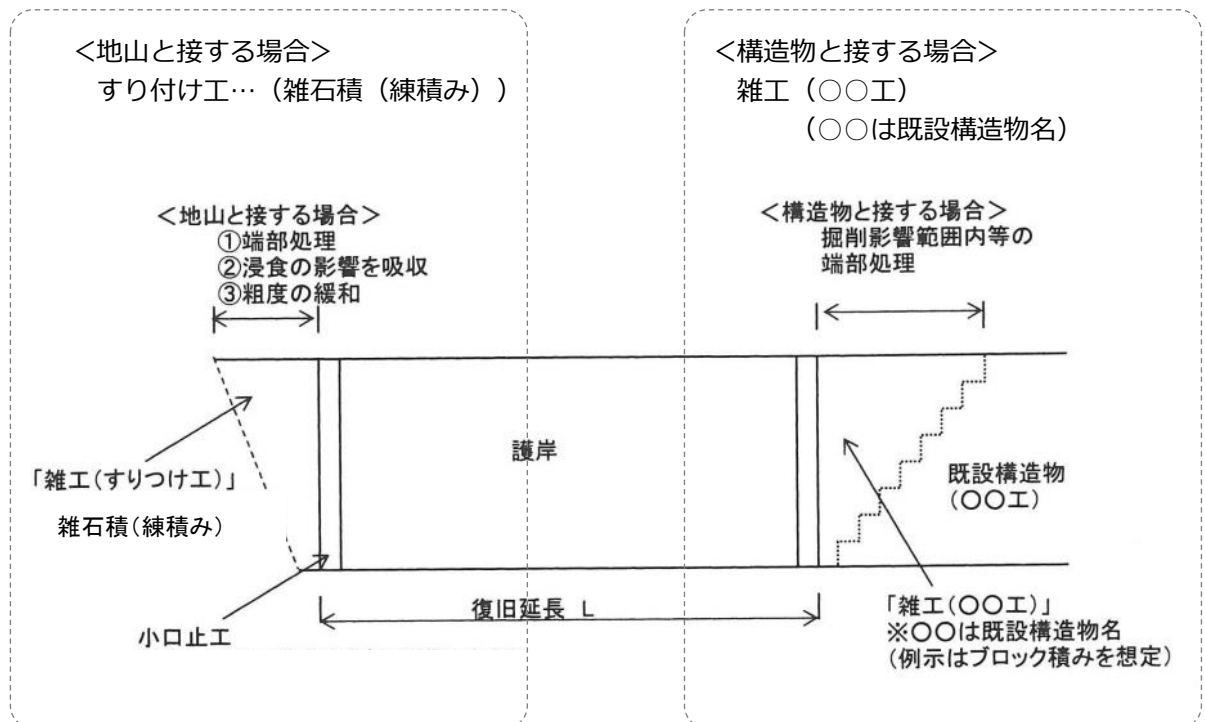 ＜地山と接する場合＞
すり付け工…（雑石積（練積み））
＜構造物と接する場合＞
雑工（○○工）
（○○は既設構造物名）
＜地山と接する場合＞
①端部処理
②浸食の影響を吸収
③粗度の緩和
＜構造物と接する場合＞
掘削影響範囲内等の
端部処理
「雑工(すりつけ工)」
雑石積(練積み)
小口止工
護岸
復旧延長 L
既設構造物
(○○工)
「雑工(○○工)」
※○○は既設構造物名
(例示はブロック積みを想定)